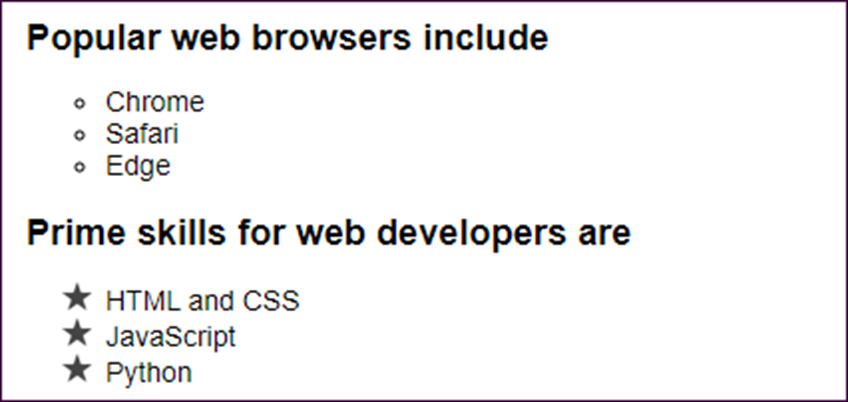 Popular web browsers include
Chrome
Safari
Edge
Prime skills for web developers are
HTML and CSS
JavaScript
Python